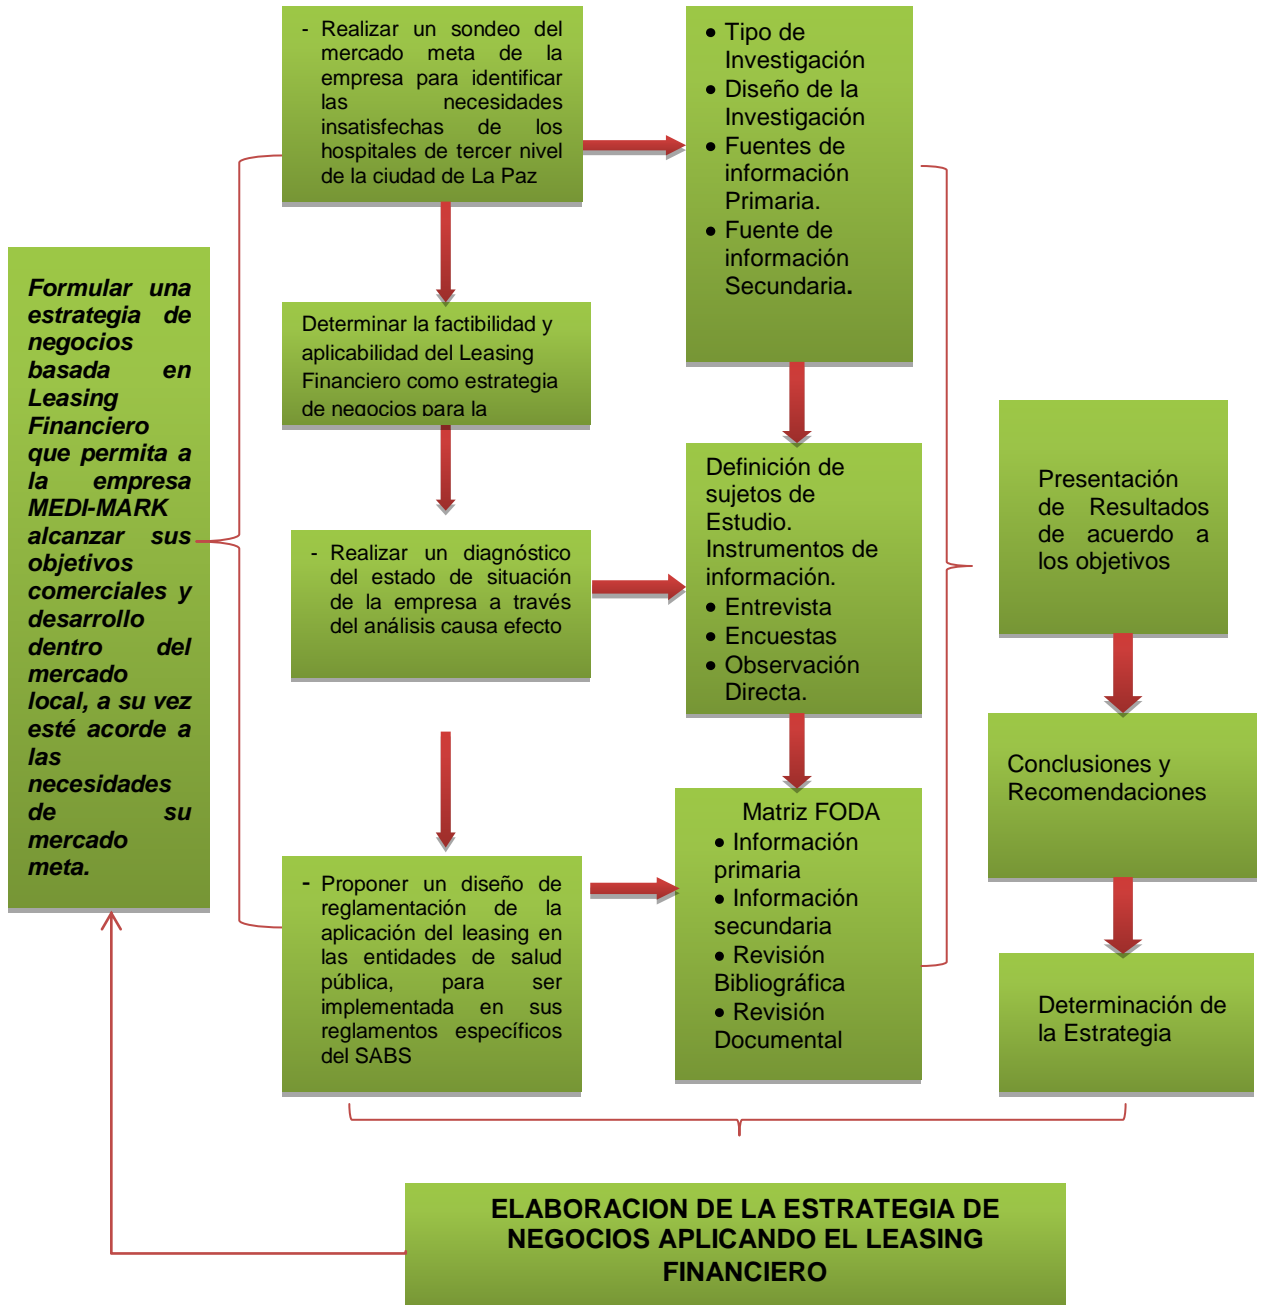 Formular una
estrategia de
negocios
basada en
Leasing
Financiero
que permita a
la empresa
MEDI-MARK
alcanzar sus
objetivos
comerciales y
desarrollo
dentro del
mercado
local, a su vez
esté acorde a
las
necesidades
de su
mercado
meta.
- Realizar un sondeo del
mercado meta de la
empresa para identificar
las necesidades
insatisfechas de los
hospitales de tercer nivel
de la ciudad de La Paz
Determinar la factibilidad y
aplicabilidad del Leasing
Financiero como estrategia
de negocios para la
- Realizar un diagnóstico
del estado de situación
de la empresa a través
del análisis causa efecto
- Proponer un diseño de
reglamentación de la
aplicación del leasing en
las entidades de salud
pública, para ser
implementada en sus
reglamentos específicos
del SABS
• Tipo de
Investigación
• Diseño de la
Investigación
• Fuentes de
información
Primaria.
• Fuente de
información
Secundaria.
Definición de
sujetos de
Estudio.
Instrumentos de
información.
• Entrevista
• Encuestas
• Observación
Directa.
Matriz FODA
• Información
primaria
• Información
secundaria
• Revisión
Bibliográfica
• Revisión
Documental
Presentación
de Resultados
de acuerdo a
los objetivos
Conclusiones y
Recomendaciones
Determinación de
la Estrategia
ELABORACION DE LA ESTRATEGIA DE
NEGOCIOS APLICANDO EL LEASING
FINANCIERO